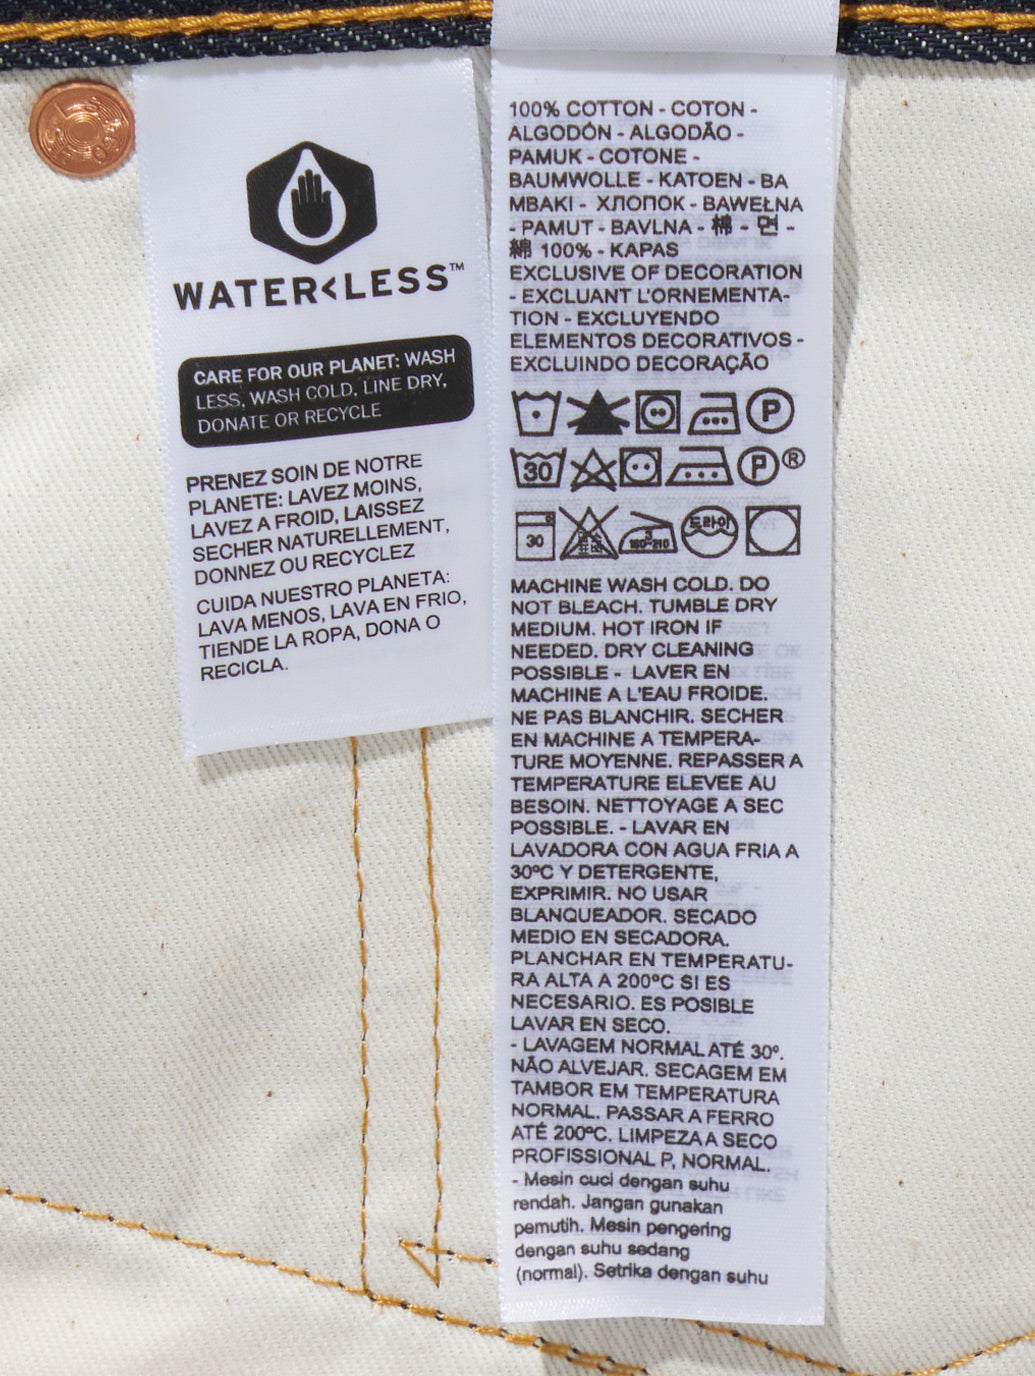 WATER<LESS™
CARE FOR OUR PLANET: WASH
LESS, WASH COLD, LINE DRY,
DONATE OR RECYCLE
PRENEZ SOIN DE NOTRE
PLANETE: LAVEZ MOINS,
LAVEZ A FROID, LAISSEZ
SECHER NATURELLEMENT,
DONNEZ OU RECYCLEZ
CUIDA NUESTRO PLANETA:
LAVA MENOS, LAVA EN FRIO,
TIENDE LA ROPA, DONA O
RECICLA.
100% COTTON - COTON -
ALGODÓN - ALGODÃO -
PAMUK - COTONE -
BAUMWOLLE - KATOEN - BA
MBAKI - ХЛОПОК - BAWEŁNA
- PAMUT - BAVLNA - 棉 - 면 -
綿 100% - KAPAS
EXCLUSIVE OF DECORATION
- EXCLUANT L'ORNEMENTA-
TION - EXCLUYENDO
ELEMENTOS DECORATIVOS -
EXCLUINDO DECORAÇÃO
P
30 P ®
30 3 180~210 드라이
MACHINE WASH COLD. DO
NOT BLEACH. TUMBLE DRY
MEDIUM. HOT IRON IF
NEEDED. DRY CLEANING
POSSIBLE - LAVER EN
MACHINE A L'EAU FROIDE.
NE PAS BLANCHIR. SECHER
EN MACHINE A TEMPERA-
TURE MOYENNE. REPASSER A
TEMPERATURE ELEVEE AU
BESOIN. NETTOYAGE A SEC
POSSIBLE. - LAVAR EN
LAVADORA CON AGUA FRIA A
30ºC Y DETERGENTE,
EXPRIMIR. NO USAR
BLANQUEADOR. SECADO
MEDIO EN SECADORA.
PLANCHAR EN TEMPERATU-
RA ALTA A 200ºC SI ES
NECESARIO. ES POSIBLE
LAVAR EN SECO.
- LAVAGEM NORMAL ATÉ 30º.
NÃO ALVEJAR. SECAGEM EM
TAMBOR EM TEMPERATURA
NORMAL. PASSAR A FERRO
ATÉ 200ºC. LIMPEZA A SECO
PROFISSIONAL P, NORMAL.
- Mesin cuci dengan suhu
rendah. Jangan gunakan
pemutih. Mesin pengering
dengan suhu sedang
(normal). Setrika dengan suhu